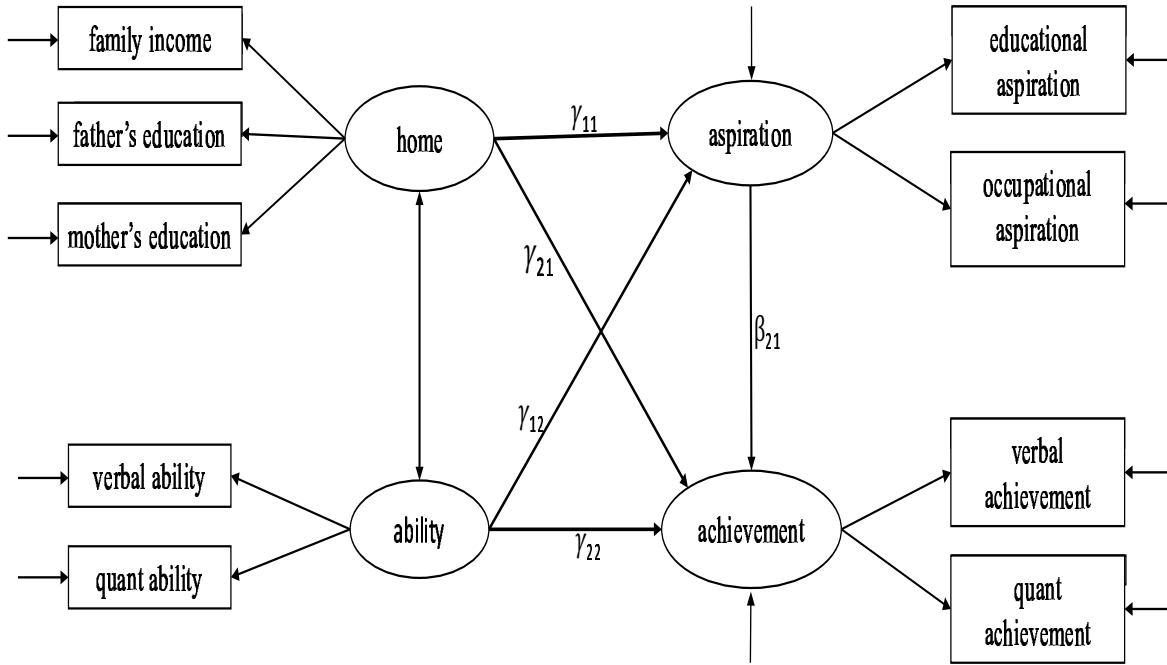 family income
father's education
mother's education
home
γ11
aspiration
educational
aspiration
occupational
aspiration
γ21
γ12
β21
verbal ability
quant ability
ability
γ22
achievement
verbal
achievement
quant
achievement